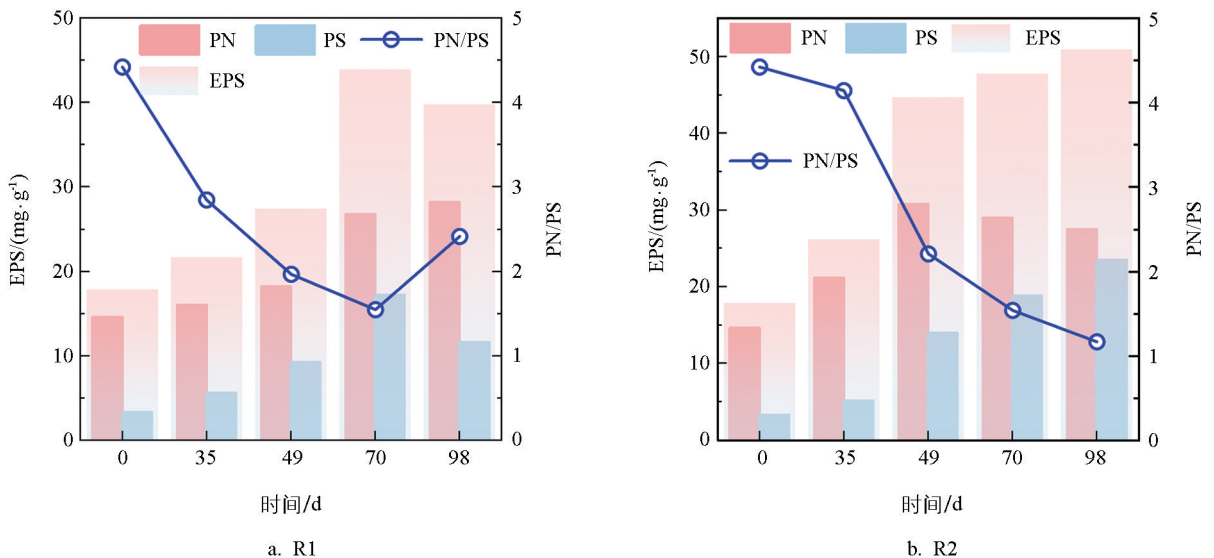 PN PS PN/PS
EPS
EPS/(mg·g⁻¹)
50
40
30
20
10
0
5
4
3
2
1
0
PN/PS
0 35 49 70 98
时间/d
a. R1
PN PS EPS
PN/PS
EPS/(mg·g⁻¹)
50
40
30
20
10
0
5
4
3
2
1
0
PN/PS
0 35 49 70 98
时间/d
b. R2